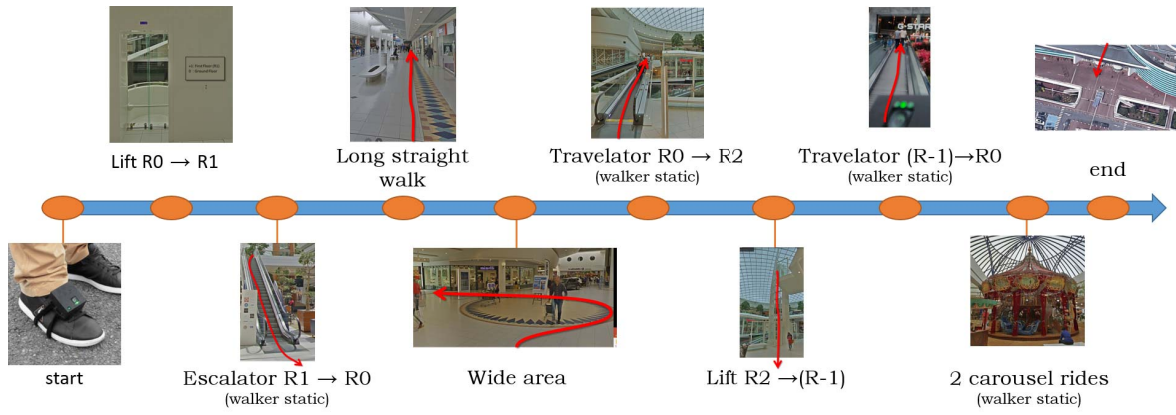 Lift R0 → R1
Long straight
walk
Travelator R0 → R2
(walker static)
G-STAR
Travelator (R-1)→R0
(walker static)
end
start
Escalator R1 → R0
(walker static)
Wide area
Lift R2 →(R-1)
2 carousel rides
(walker static)